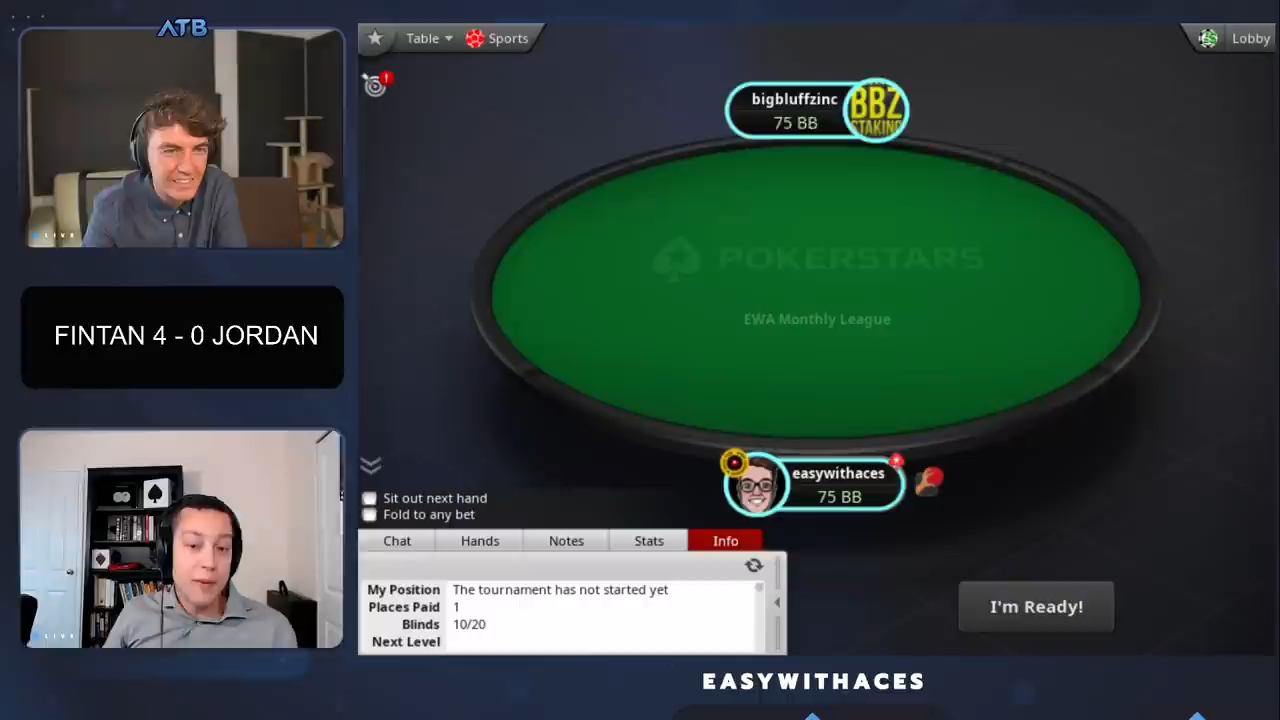 ATB
LIVE
FINTAN 4 - 0 JORDAN
LIVE
Table
Sports
Lobby
bigbluffzinc
75 BB
BBZ
STAKING
POKERSTARS
EWA Monthly League
easywithaces
75 BB
Sit out next hand
Fold to any bet
Chat Hands Notes Stats Info
My Position The tournament has not started yet
Places Paid 1
Blinds 10/20
Next Level
I'm Ready!
EASYWITHACES